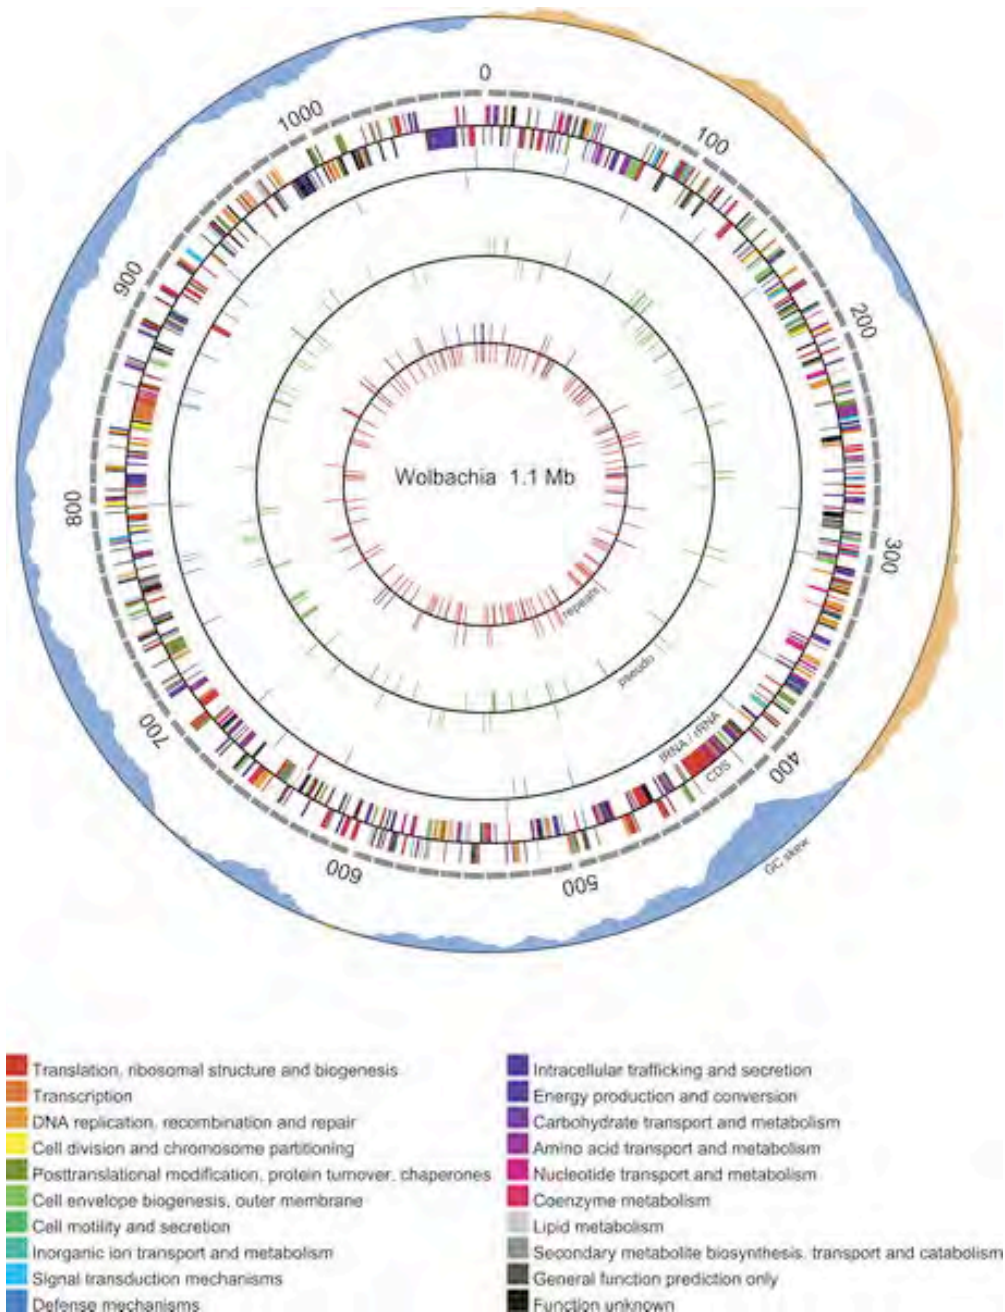 0
100
200
300
400
500
600
700
800
900
1000
Wolbachia 1.1 Mb
repeats
pseudo
tRNA / rRNA
CDS
GC skew
Translation, ribosomal structure and biogenesis
Transcription
DNA replication, recombination and repair
Cell division and chromosome partitioning
Posttranslational modification, protein turnover, chaperones
Cell envelope biogenesis, outer membrane
Cell motility and secretion
Inorganic ion transport and metabolism
Signal transduction mechanisms
Defense mechanisms
Intracellular trafficking and secretion
Energy production and conversion
Carbohydrate transport and metabolism
Amino acid transport and metabolism
Nucleotide transport and metabolism
Coenzyme metabolism
Lipid metabolism
Secondary metabolite biosynthesis, transport and catabolism
General function prediction only
Function unknown